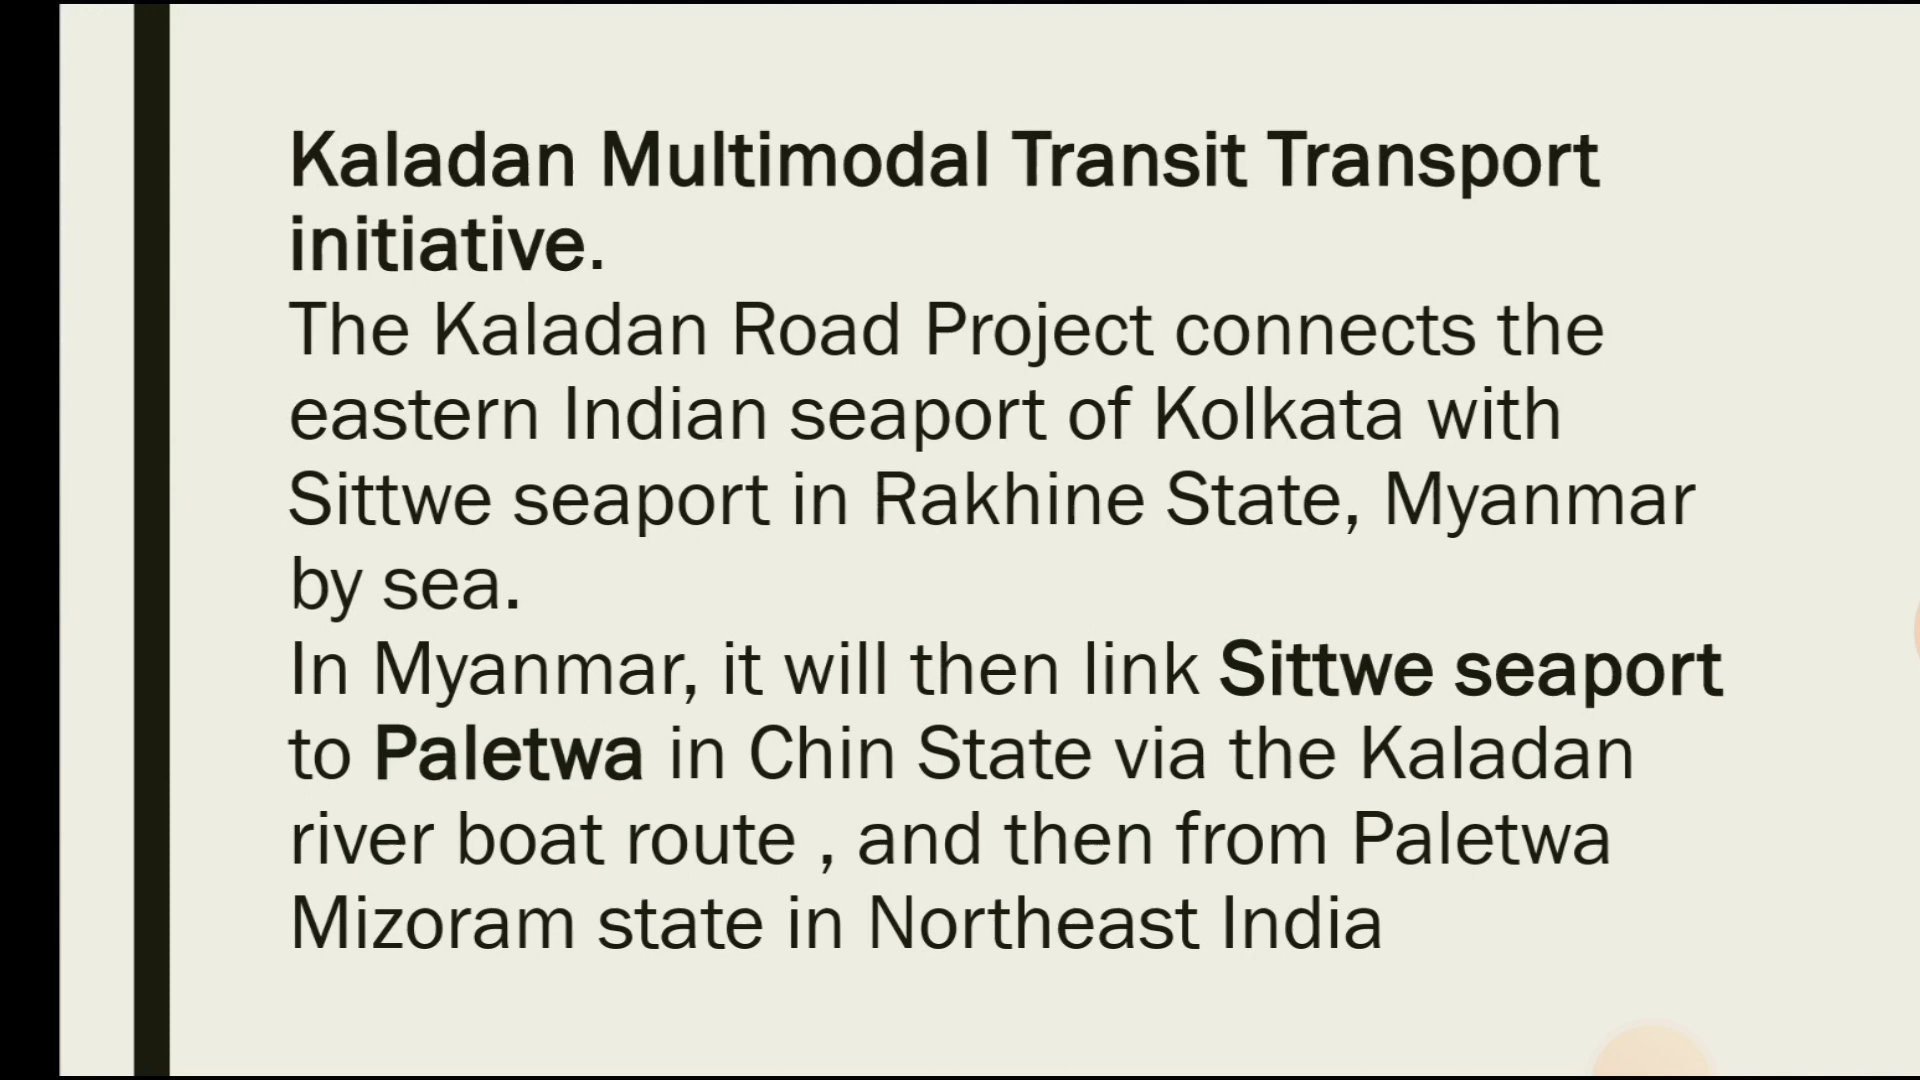 Kaladan Multimodal Transit Transport
initiative.
The Kaladan Road Project connects the
eastern Indian seaport of Kolkata with
Sittwe seaport in Rakhine State, Myanmar
by sea.
In Myanmar, it will then link Sittwe seaport
to Paletwa in Chin State via the Kaladan
river boat route , and then from Paletwa
Mizoram state in Northeast India